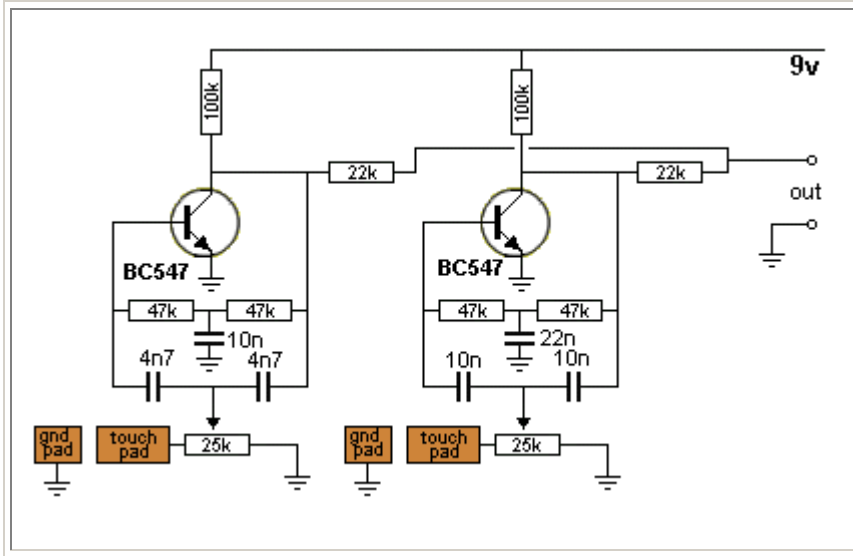 9v
100k
100k
22k
22k
out
BC547
BC547
47k
47k
47k
47k
10n
22n
4n7
4n7
10n
10n
gnd
pad
touch
pad
25k
gnd
pad
touch
pad
25k